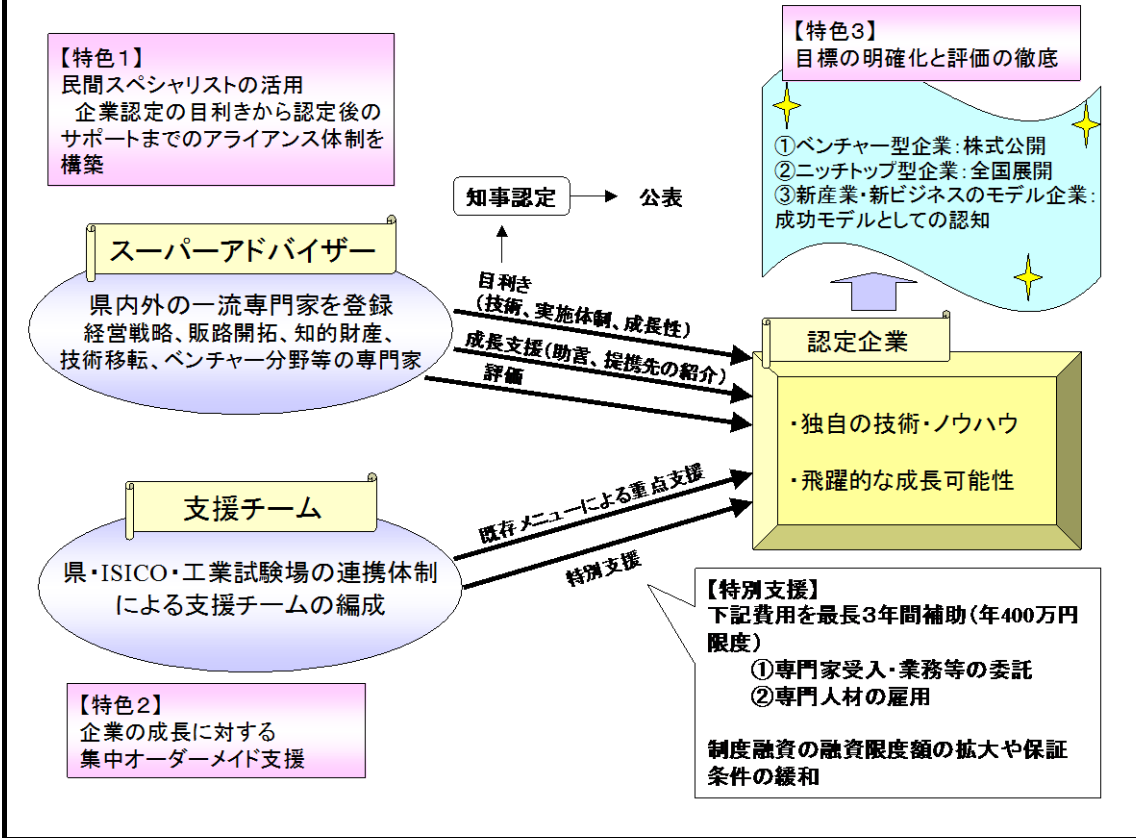 【特色1】
民間スペシャリストの活用
企業認定の目利きから認定後の
サポートまでのアライアンス体制を
構築
【特色3】
目標の明確化と評価の徹底
①ベンチャー型企業:株式公開
②ニッチトップ型企業:全国展開
③新産業・新ビジネスのモデル企業:
成功モデルとしての認知
知事認定
公表
スーパーアドバイザー
県内外の一流専門家を登録
経営戦略、販路開拓、知的財産、
技術移転、ベンチャー分野等の専門家
目利き
(技術、実施体制、成長性)
成長支援(助言、提携先の紹介)
評価
認定企業
・独自の技術・ノウハウ
・飛躍的な成長可能性
支援チーム
県・ISICO・工業試験場の連携体制
による支援チームの編成
既存メニューによる重点支援
特別支援
【特別支援】
下記費用を最長3年間補助(年400万円
限度)
①専門家受入・業務等の委託
②専門人材の雇用
制度融資の融資限度額の拡大や保証
条件の緩和
【特色2】
企業の成長に対する
集中オーダーメイド支援